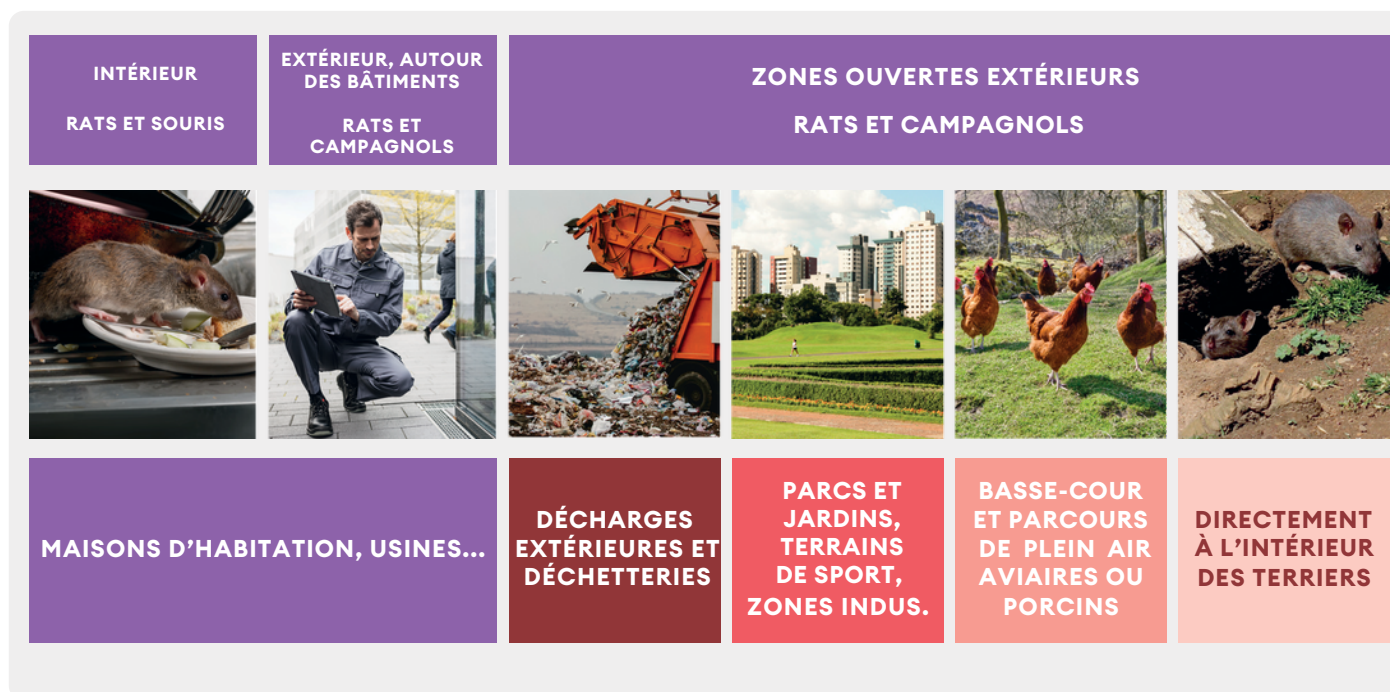 INTÉRIEUR
RATS ET SOURIS
EXTÉRIEUR, AUTOUR
DES BÂTIMENTS
RATS ET
CAMPAGNOLS
ZONES OUVERTES EXTÉRIEURS
RATS ET CAMPAGNOLS
MAISONS D’HABITATION, USINES...
DÉCHARGES
EXTÉRIEURES ET
DÉCHETTERIES
PARCS ET
JARDINS,
TERRAINS
DE SPORT,
ZONES INDUS.
BASSE-COUR
ET PARCOURS
DE PLEIN AIR
AVIAIRES OU
PORCINS
DIRECTEMENT
À L’INTÉRIEUR
DES TERRIERS